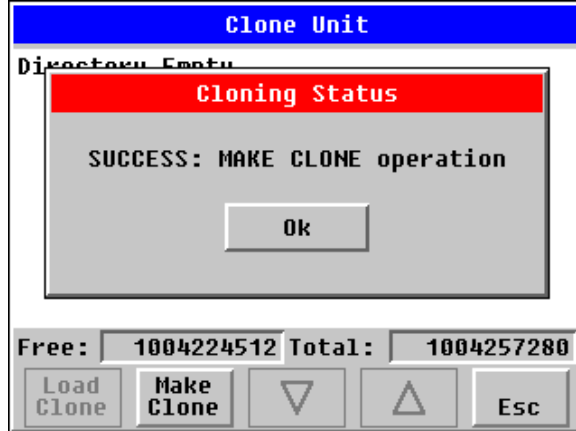 Clone Unit
Directory Empty
Cloning Status
SUCCESS: MAKE CLONE operation
Ok
Free: 1004224512 Total: 1004257280
Load Clone
Make Clone
Esc